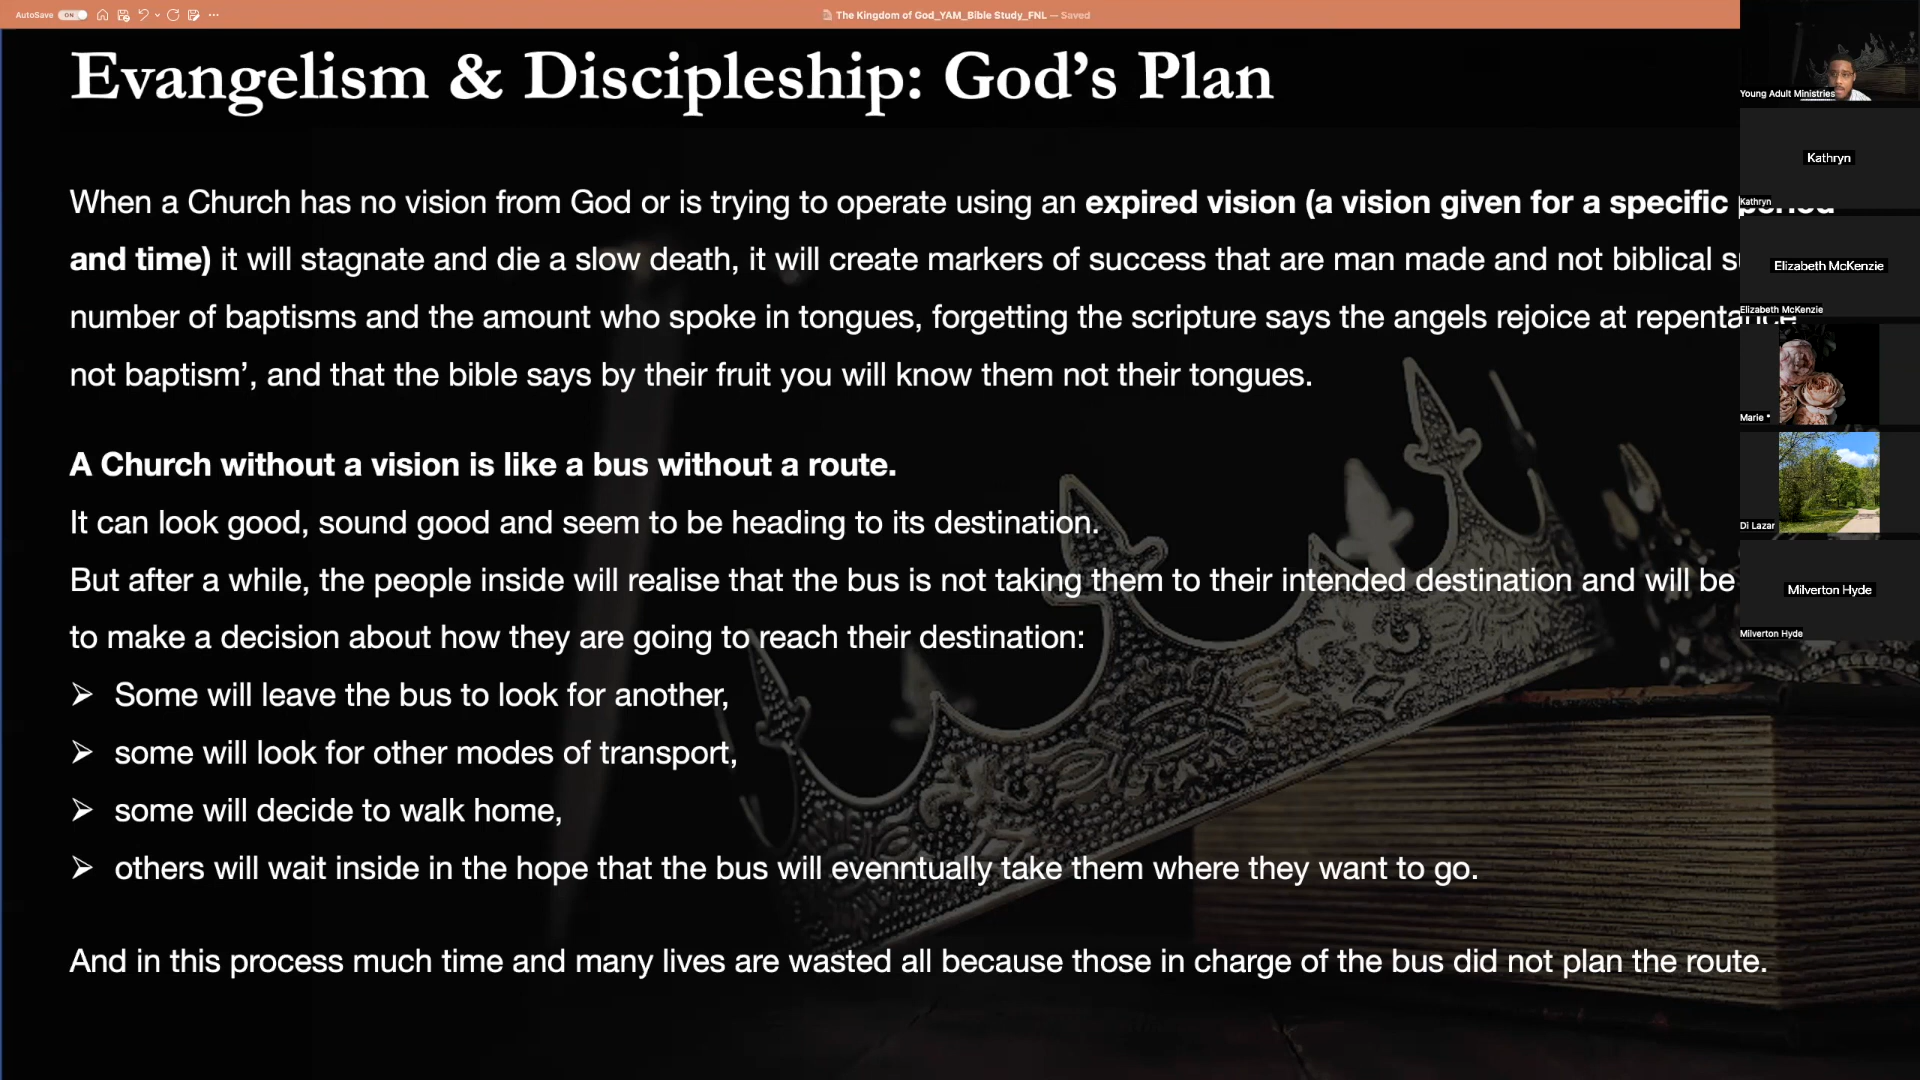 AutoSave ON
The Kingdom of God_YAM_Bible Study_FNL — Saved
Evangelism & Discipleship: God’s Plan
When a Church has no vision from God or is trying to operate using an expired vision (a vision given for a specific
and time) it will stagnate and die a slow death, it will create markers of success that are man made and not biblical
number of baptisms and the amount who spoke in tongues, forgetting the scripture says the angels rejoice at
not baptism’, and that the bible says by their fruit you will know them not their tongues.
A Church without a vision is like a bus without a route.
It can look good, sound good and seem to be heading to its destination.
But after a while, the people inside will realise that the bus is not taking them to their intended destination and will be
to make a decision about how they are going to reach their destination:
➢ Some will leave the bus to look for another,
➢ some will look for other modes of transport,
➢ some will decide to walk home,
➢ others will wait inside in the hope that the bus will evenntually take them where they want to go.
And in this process much time and many lives are wasted all because those in charge of the bus did not plan the route.
Young Adult Ministries
Kathryn
Kathryn
Elizabeth McKenzie
Elizabeth McKenzie
Marie *
Di Lazar
Milverton Hyde
Milverton Hyde